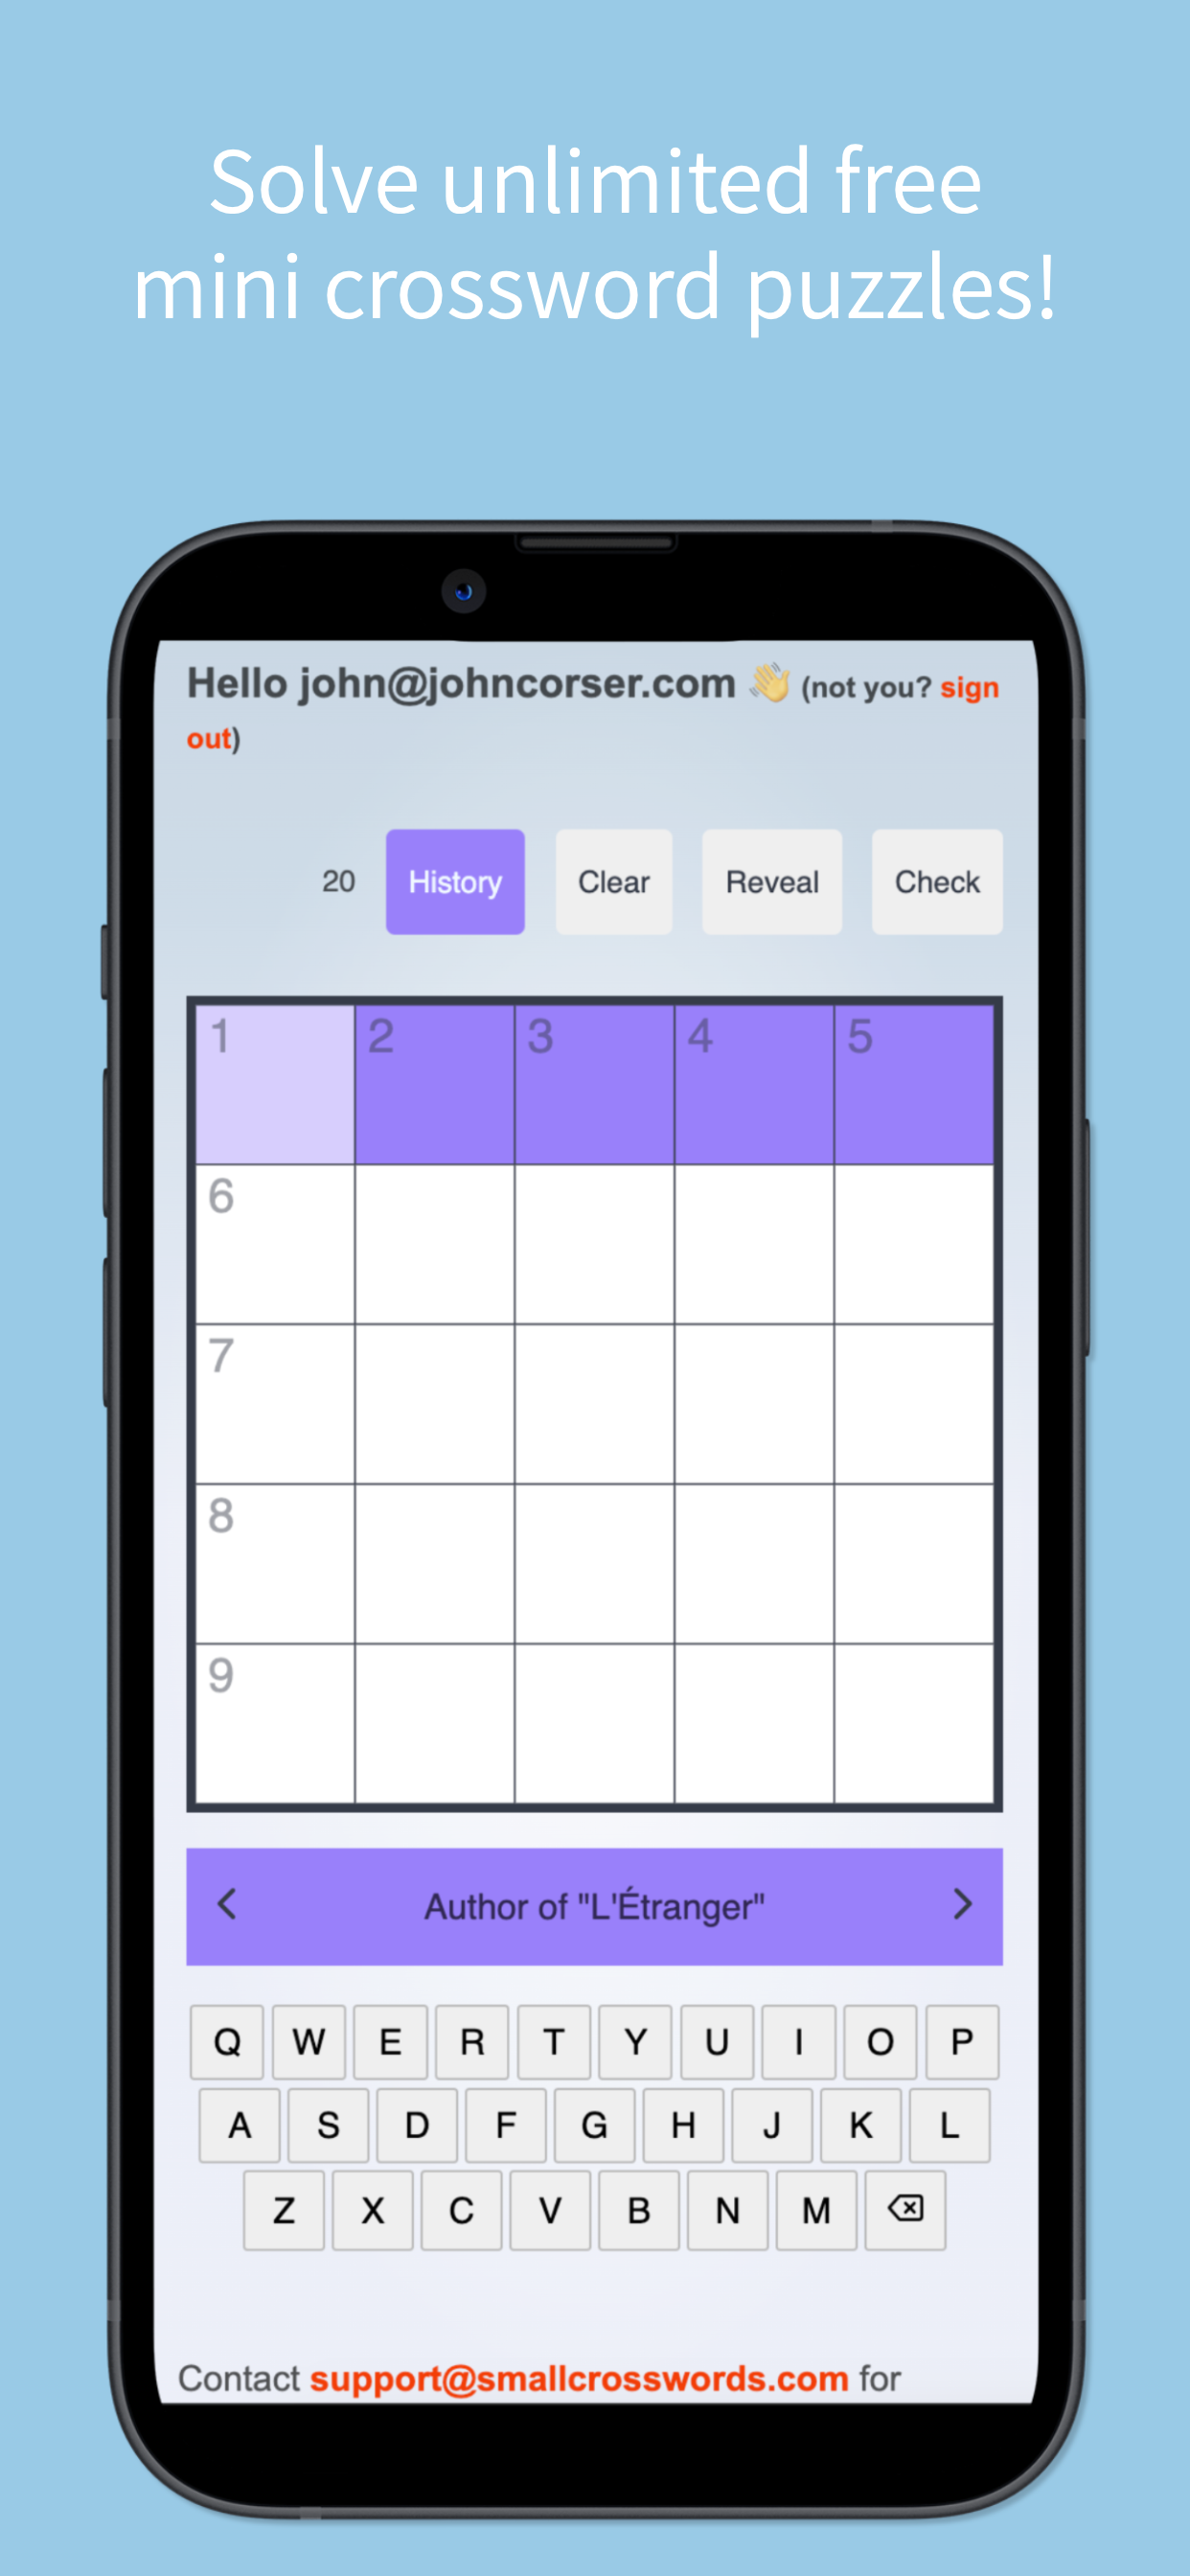 Solve unlimited free
mini crossword puzzles!
Hello john@johncorser.com 👋 (not you? sign
out)
20 History Clear Reveal Check
1 2 3 4 5
6
7
8
9
Author of "L'Étranger"
Q W E R T Y U I O P
A S D F G H J K L
Z X C V B N M
Contact support@smallcrosswords.com for